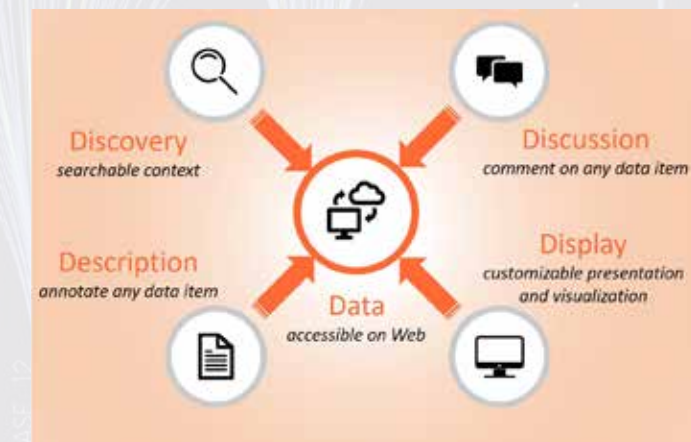 Discovery
searchable context
Discussion
comment on any data item
Description
annotate any data item
Display
customizable presentation
and visualization
Data
accessible on Web